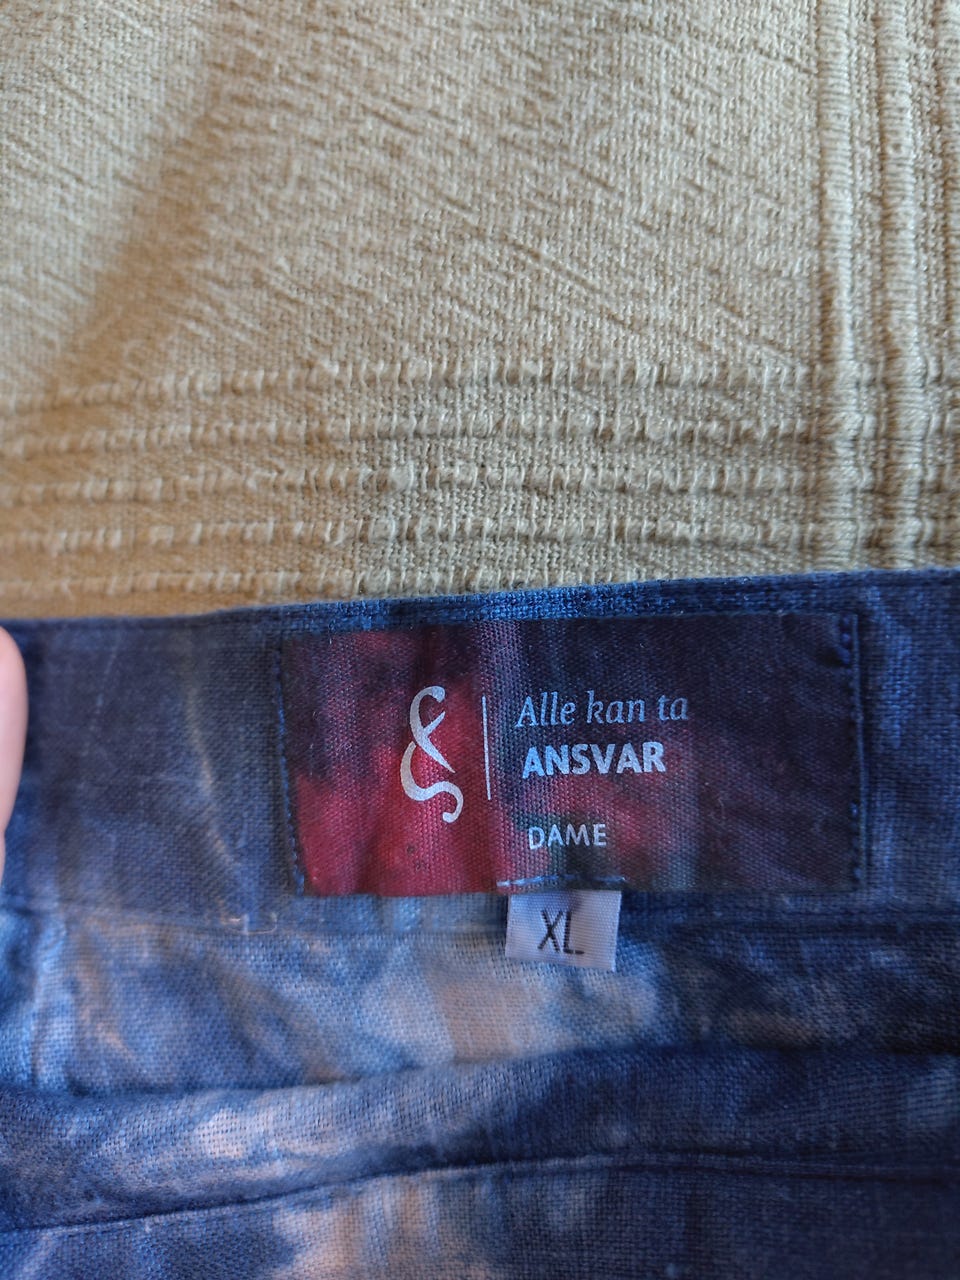 Alle kan ta
ANSVAR
DAME
XL